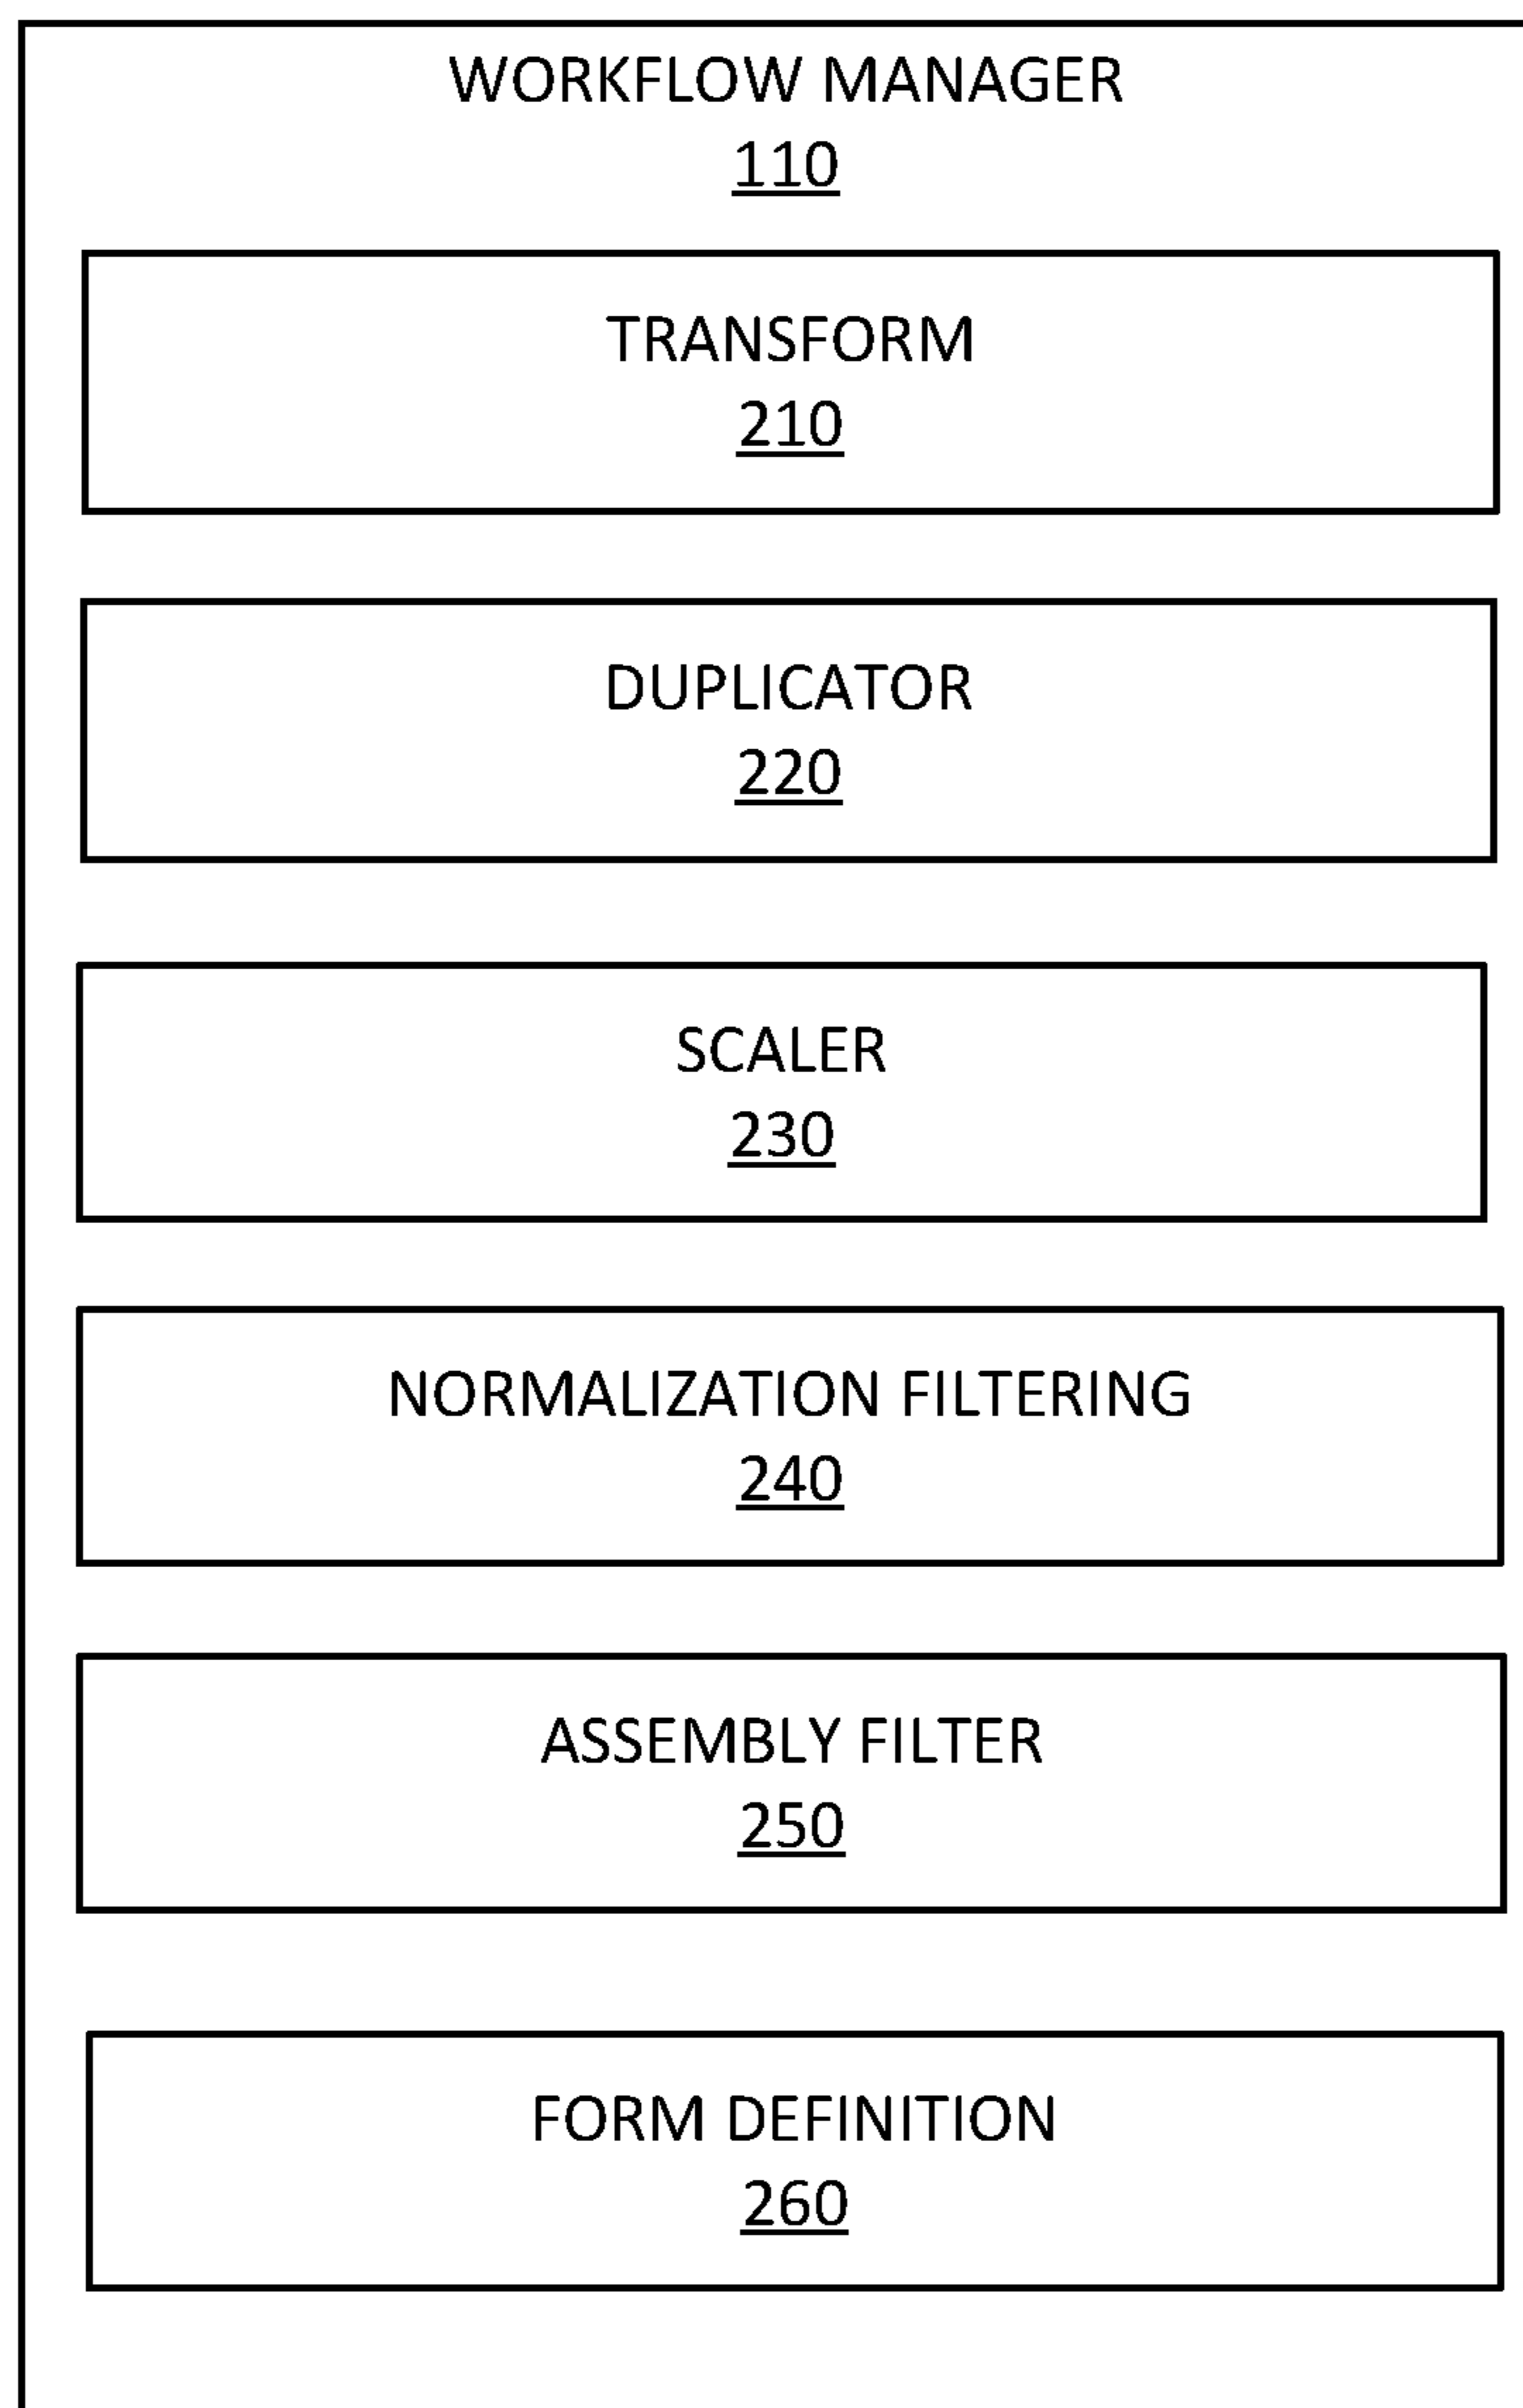 WORKFLOW MANAGER
110
TRANSFORM
210
DUPLICATOR
220
SCALER
230
NORMALIZATION FILTERING
240
ASSEMBLY FILTER
250
FORM DEFINITION
260